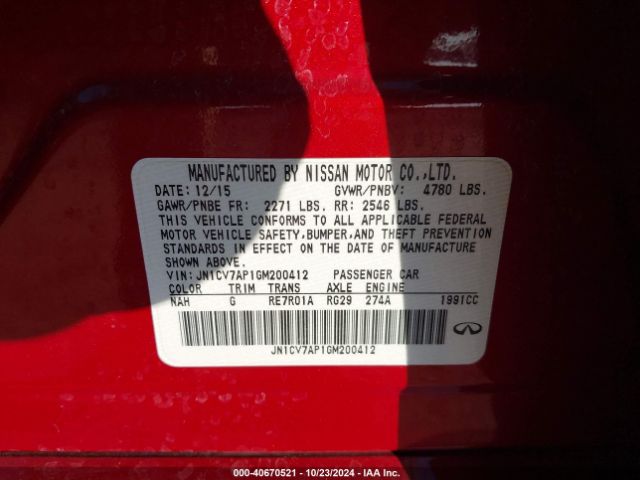 MANUFACTURED BY NISSAN MOTOR CO.,LTD.
DATE: 12/15 GVWR/PNBV: 4780 LBS.
GAWR/PNBE FR: 2271 LBS. RR: 2546 LBS.
THIS VEHICLE CONFORMS TO ALL APPLICABLE FEDERAL
MOTOR VEHICLE SAFETY, BUMPER, AND THEFT PREVENTION
STANDARDS IN EFFECT ON THE DATE OF MANUFACTURE
SHOWN ABOVE.
VIN: JN1CV7AP1GM200412 PASSENGER CAR
COLOR TRIM TRANS AXLE ENGINE
NAH G RE7R01A RG29 274A 1991CC
JN1CV7AP1GM200412
INFINITI
000-40670521 - 10/23/2024 - IAA Inc.